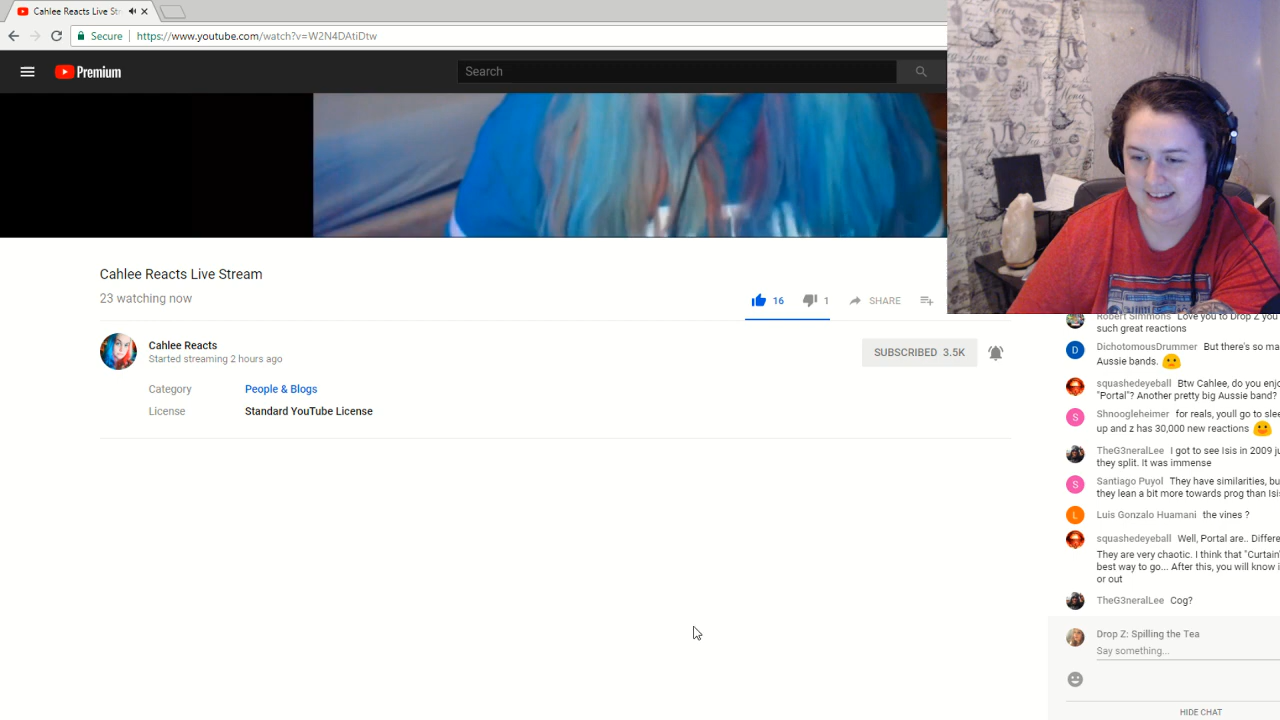 Cahlee Reacts Live Str
Secure
https://www.youtube.com/watch?v=W2N4DAtiDtw
Premium
Search
Cahlee Reacts Live Stream
23 watching now
16
1
SHARE
Cahlee Reacts
Started streaming 2 hours ago
SUBSCRIBED 3.5K
Category People & Blogs
License Standard YouTube License
Robert Simmons Love you to Drop Z you
such great reactions
DichotomousDrummer But there's so ma
Aussie bands.
squashedeyeball Btw Cahlee, do you enjo
"Portal"? Another pretty big Aussie band?
Shnoogleheimer for reals, youll go to slee
up and z has 30,000 new reactions
TheG3neralLee I got to see Isis in 2009 ju
they split. It was immense
Santiago Puyol They have similarities, bu
they lean a bit more towards prog than Isis
Luis Gonzalo Huamani the vines ?
squashedeyeball Well, Portal are.. Differe
They are very chaotic. I think that "Curtain"
best way to go... After this, you will know i
or out
TheG3neralLee Cog?
Drop Z: Spilling the Tea
Say something...
HIDE CHAT